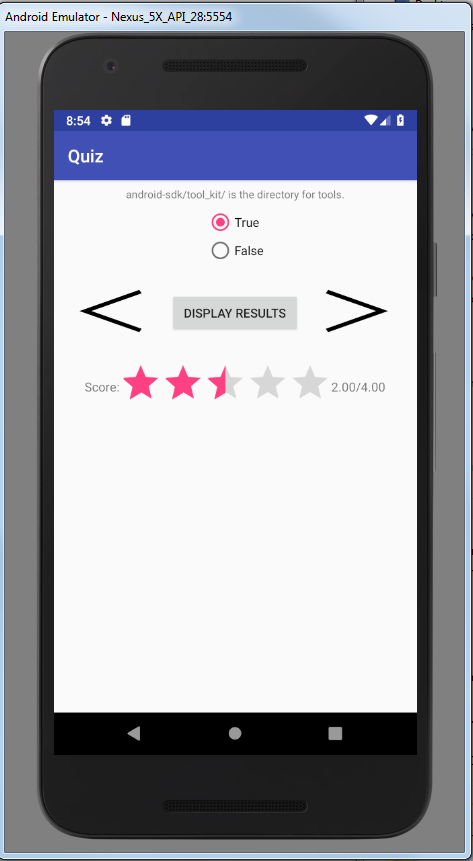 Android Emulator - Nexus_5X_API_28:5554
8:54
Quiz
android-sdk/tool_kit/ is the directory for tools.
True
False
DISPLAY RESULTS
Score: 2.00/4.00